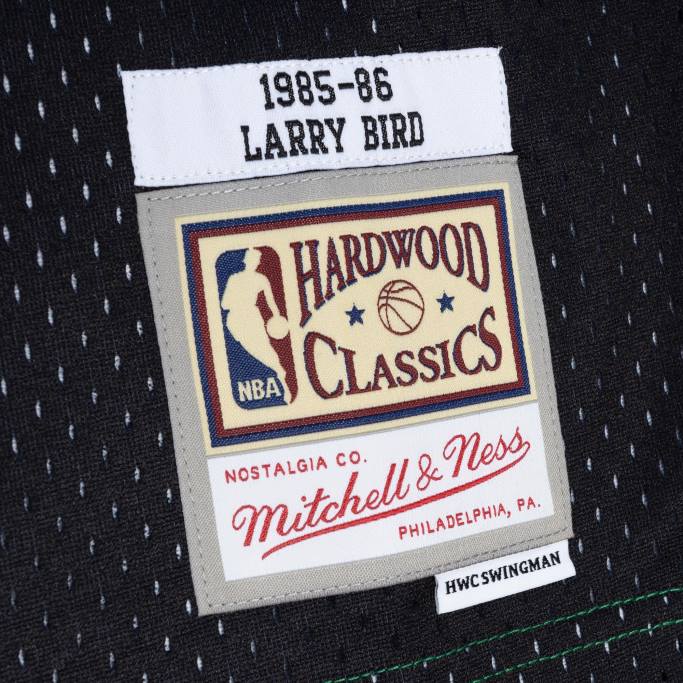 1985-86
LARRY BIRD
HARDWOOD
CLASSICS
NBA
NOSTALGIA CO.
Mitchell & Ness
PHILADELPHIA, PA.
HWC SWINGMAN